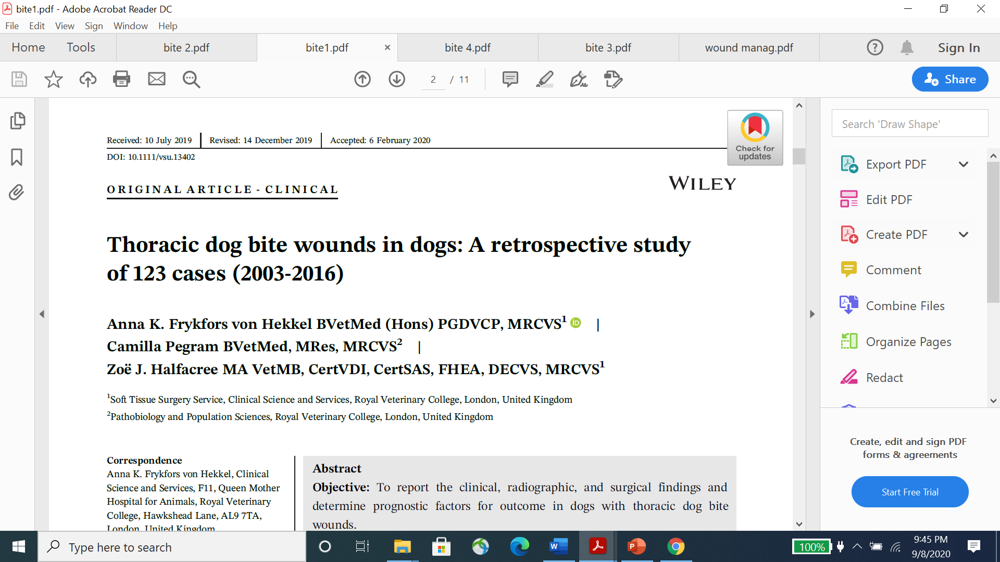 bite1.pdf - Adobe Acrobat Reader DC
File Edit View Sign Window Help
Home Tools bite 2.pdf bite1.pdf × bite 4.pdf bite 3.pdf wound manag.pdf ? Sign In
2 / 11 Share
Received: 10 July 2019 Revised: 14 December 2019 Accepted: 6 February 2020
DOI: 10.1111/vsu.13402
Check for
updates
ORIGINAL ARTICLE - CLINICAL
WILEY
Thoracic dog bite wounds in dogs: A retrospective study
of 123 cases (2003-2016)
Anna K. Frykfors von Hekkel BVetMed (Hons) PGDVCP, MRCVS¹ iD |
Camilla Pegram BVetMed, MRes, MRCVS² |
Zoë J. Halfacree MA VetMB, CertVDI, CertSAS, FHEA, DECVS, MRCVS¹
¹Soft Tissue Surgery Service, Clinical Science and Services, Royal Veterinary College, London, United Kingdom
²Pathobiology and Population Sciences, Royal Veterinary College, London, United Kingdom
Correspondence
Anna K. Frykfors von Hekkel, Clinical
Science and Services, F11, Queen Mother
Hospital for Animals, Royal Veterinary
College, Hawkshead Lane, AL9 7TA,
London, United Kingdom
Abstract
Objective: To report the clinical, radiographic, and surgical findings and
determine prognostic factors for outcome in dogs with thoracic dog bite
wounds.
Search 'Draw Shape'
Export PDF
Edit PDF
Create PDF
Comment
Combine Files
Organize Pages
Redact
Create, edit and sign PDF
forms & agreements
Start Free Trial
Type here to search
W
P
100%
9:45 PM
9/8/2020